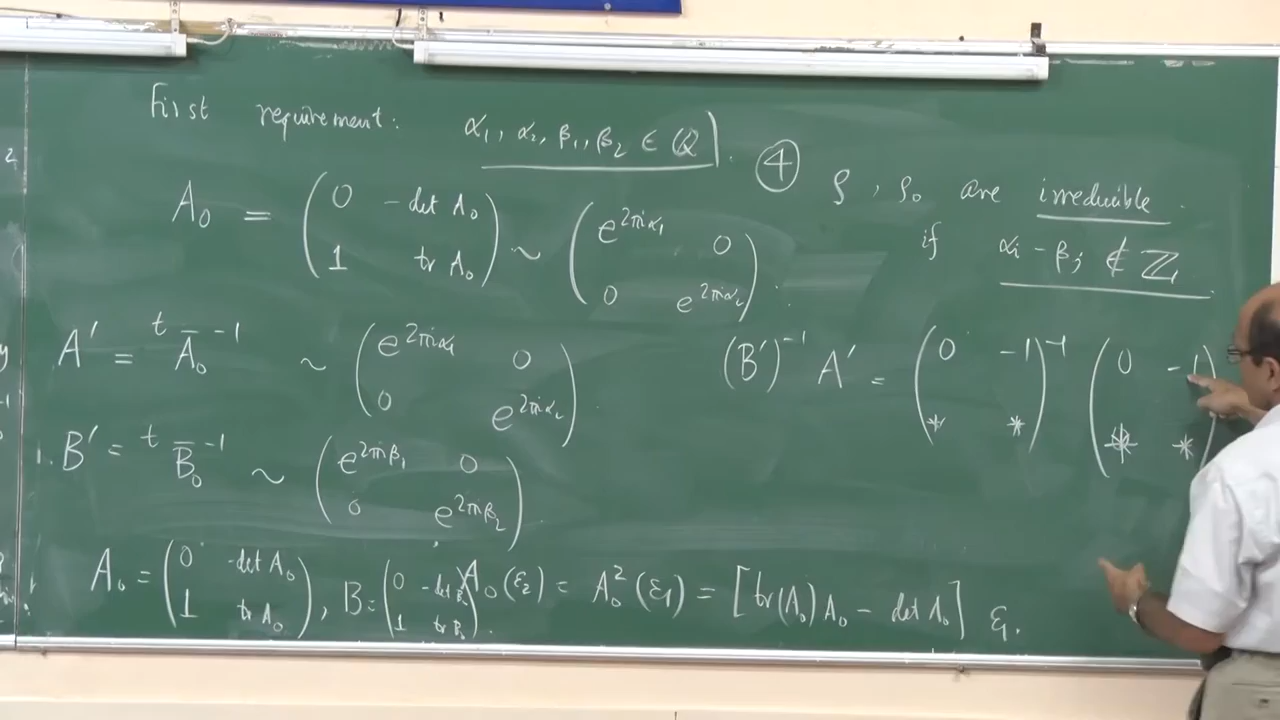 First requirement: α₁, α₂, β₁, β₂ ∈ ℚ.
④ ρ, ρ₀ are irreducible.
if αᵢ − βⱼ ∉ ℤ.
A₀ = ( 0 −det A₀ ; 1 tr A₀ ) ~ ( e^{2πiα₁} 0 ; 0 e^{2πiα₂} ).
A' = ᵗA̅₀⁻¹ ~ ( e^{2πiα₁} 0 ; 0 e^{2πiα₂} ).
(B')⁻¹ A' = ( 0 −1 ; * * )⁻¹ ( 0 −1 ; * * )
B' = ᵗB̅₀⁻¹ ~ ( e^{2πiβ₁} 0 ; 0 e^{2πiβ₂} )
A₀ = ( 0 −det A₀ ; 1 tr A₀ ), B = ( 0 −det B₀ ; 1 tr B₀ ). A₀(ε₂) = A₀²(ε₁) = [tr(A₀)A₀ − det A₀] ε₁.